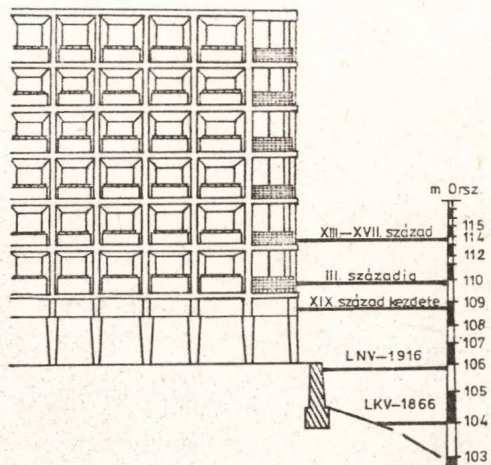 m Orsz
115
XIII–XVII. század
114
112
III. századig
110
XIX. század kezdete
109
108
107
LNV–1916
106
105
LKV–1866
104
103